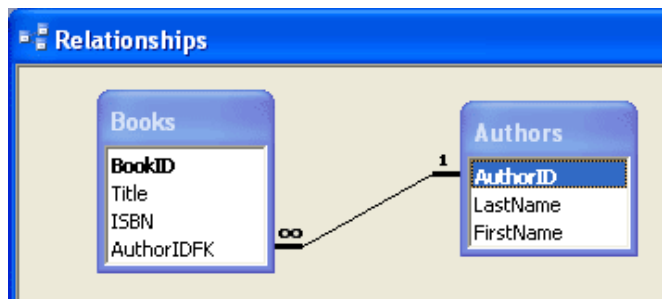 Relationships
Books
BookID
Title
ISBN
AuthorIDFK
∞
1
Authors
AuthorID
LastName
FirstName